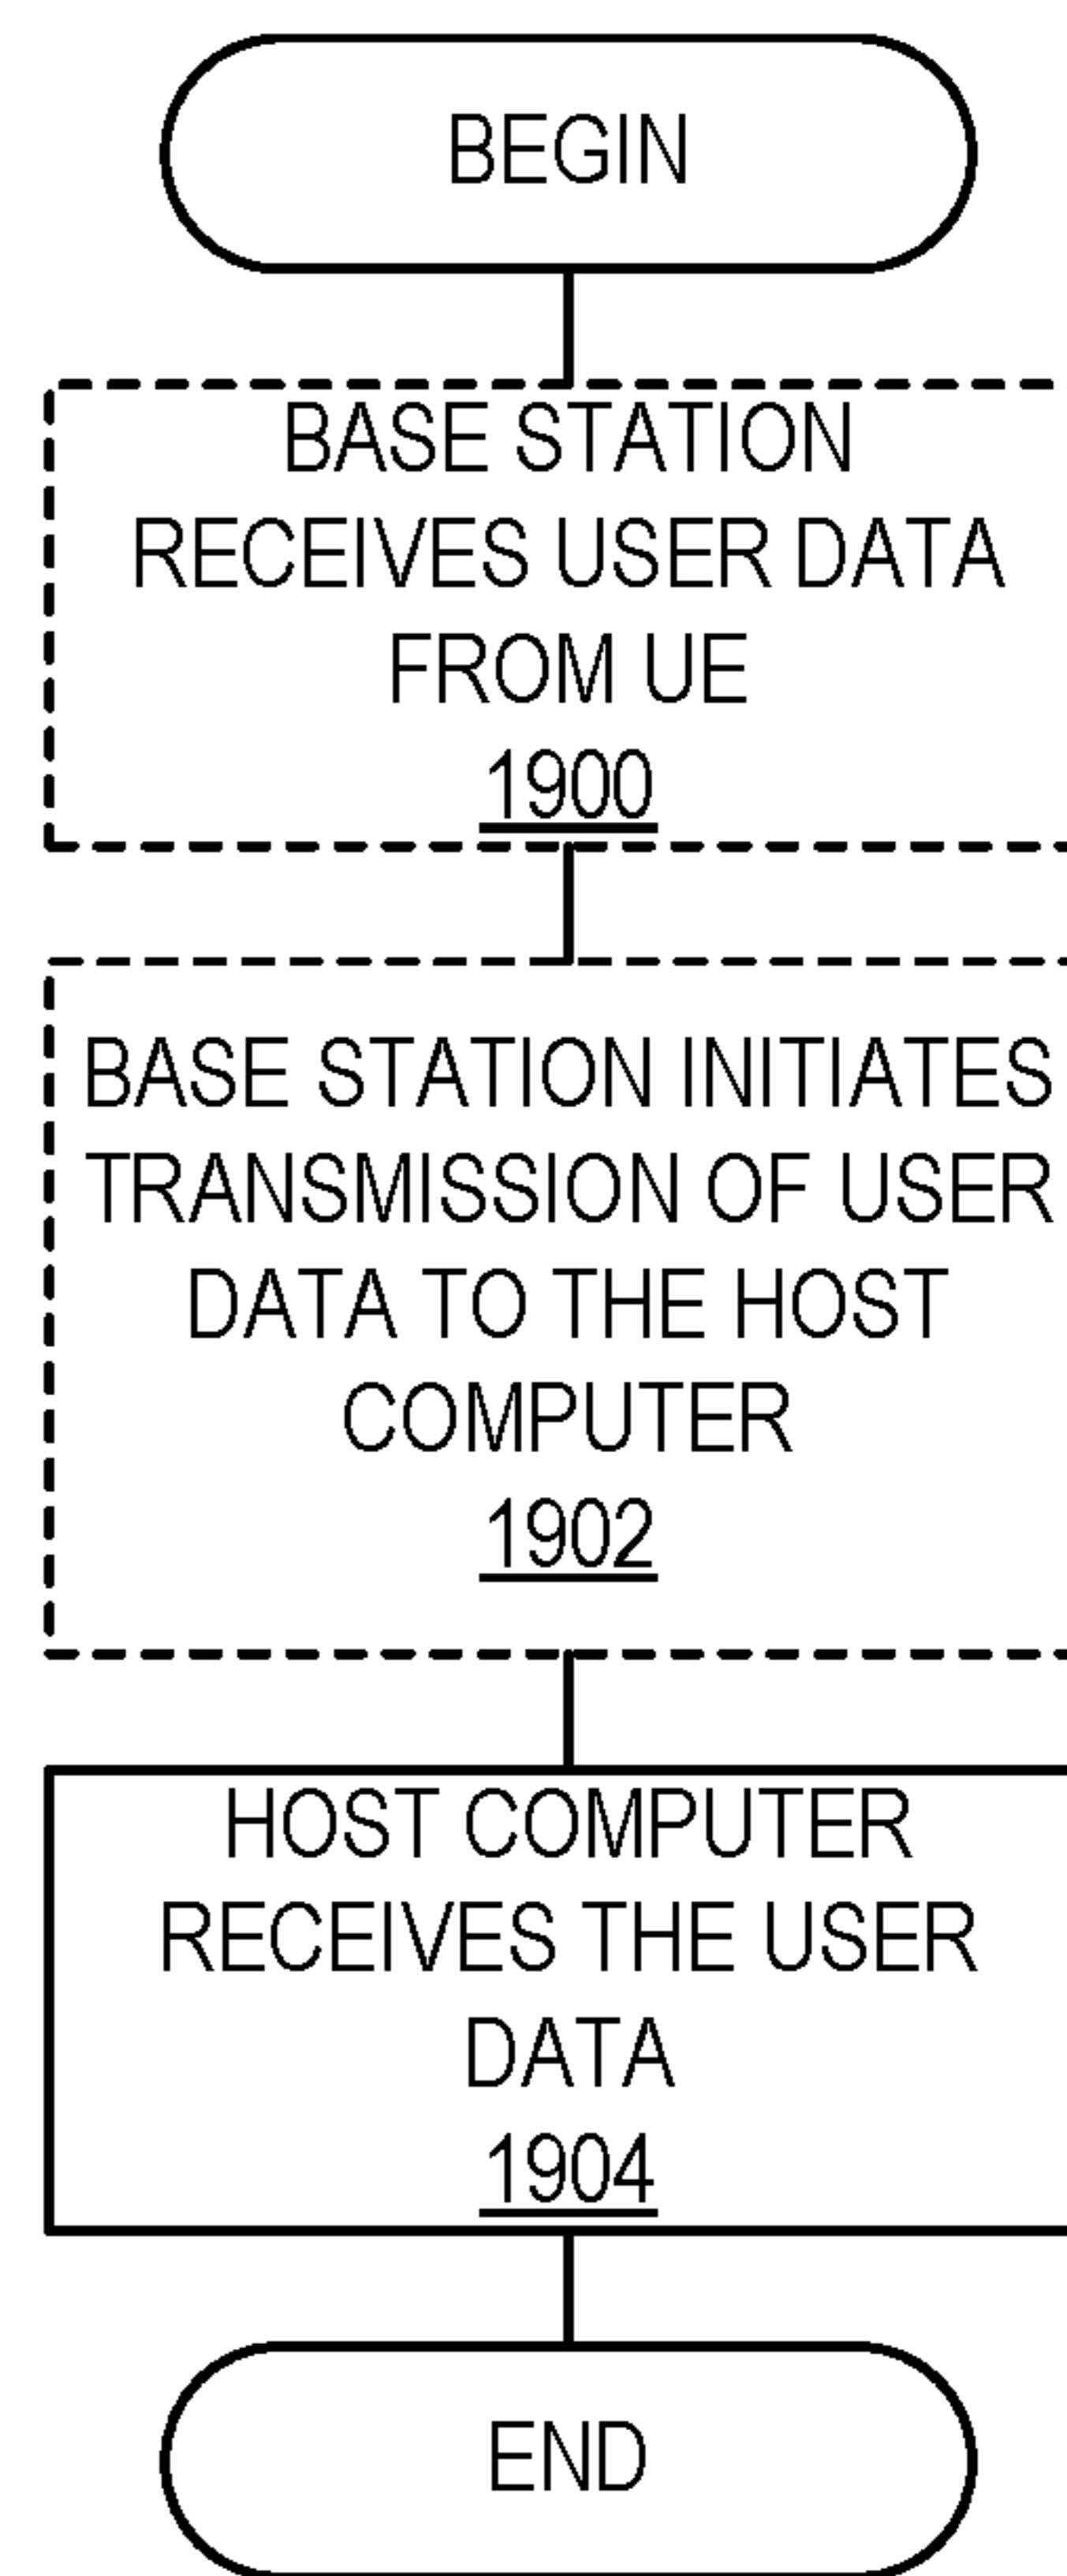 BEGIN
BASE STATION
RECEIVES USER DATA
FROM UE
1900
BASE STATION INITIATES
TRANSMISSION OF USER
DATA TO THE HOST
COMPUTER
1902
HOST COMPUTER
RECEIVES THE USER
DATA
1904
END